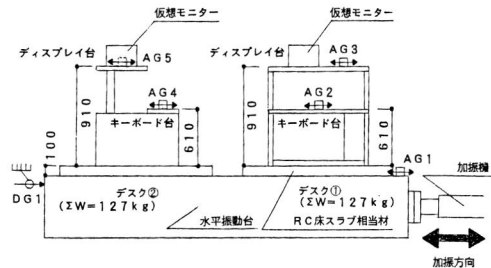 仮想モニター
仮想モニター
ディスプレイ台
AG5
ディスプレイ台
AG3
AG4
AG2
910
910
キーボード台
610
キーボード台
610
100
AG1
加振機
DG1
デスク②
(ΣW=127kg)
デスク①
(ΣW=127kg)
水平振動台
RC床スラブ相当材
加振方向